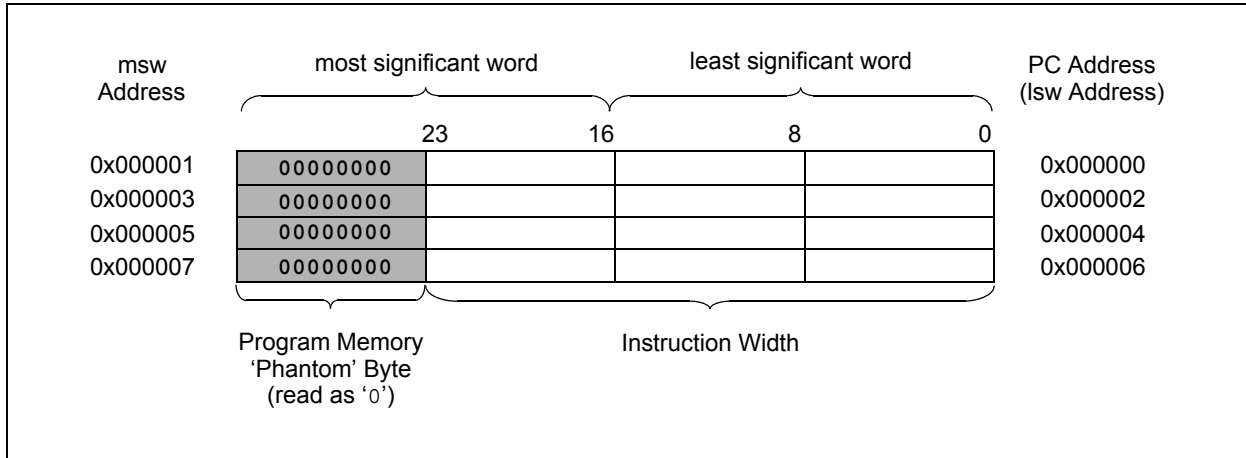 msw
Address
most significant word
least significant word
PC Address
(lsw Address)
23 16 8 0
0x000001 00000000 0x000000
0x000003 00000000 0x000002
0x000005 00000000 0x000004
0x000007 00000000 0x000006
Program Memory
‘Phantom’ Byte
(read as ‘0’)
Instruction Width